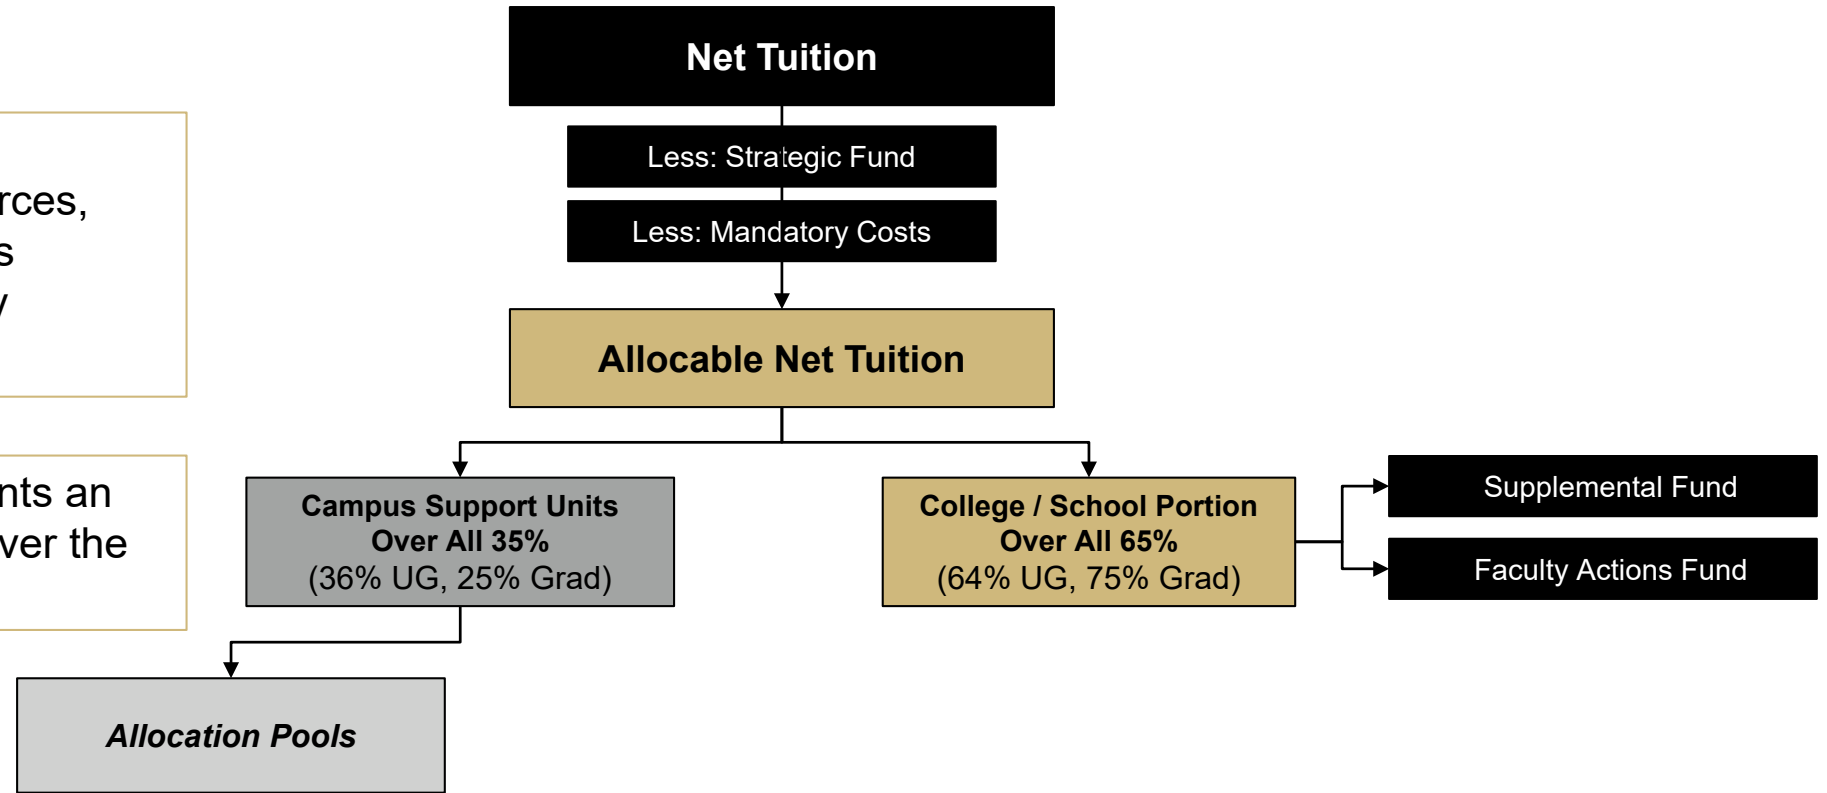 Net Tuition
Less: Strategic Fund
Less: Mandatory Costs
Allocable Net Tuition
Campus Support Units
Over All 35%
(36% UG, 25% Grad)
College / School Portion
Over All 65%
(64% UG, 75% Grad)
Supplemental Fund
Faculty Actions Fund
Allocation Pools
an
the